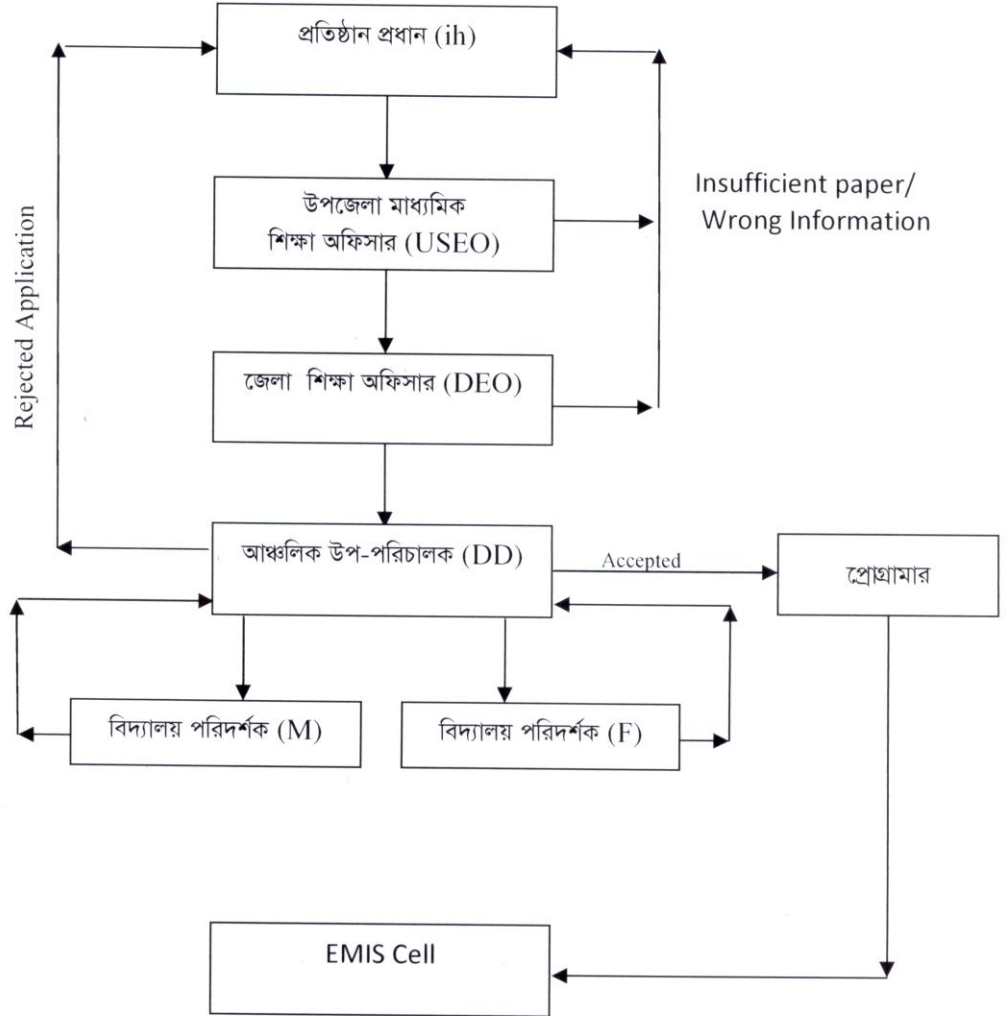 প্রতিষ্ঠান প্রধান (ih)
উপজেলা মাধ্যমিক
শিক্ষা অফিসার (USEO)
Insufficient paper/
Wrong Information
Rejected Application
জেলা শিক্ষা অফিসার (DEO)
আঞ্চলিক উপ-পরিচালক (DD)
Accepted
প্রোগ্রামার
বিদ্যালয় পরিদর্শক (M)
বিদ্যালয় পরিদর্শক (F)
EMIS Cell